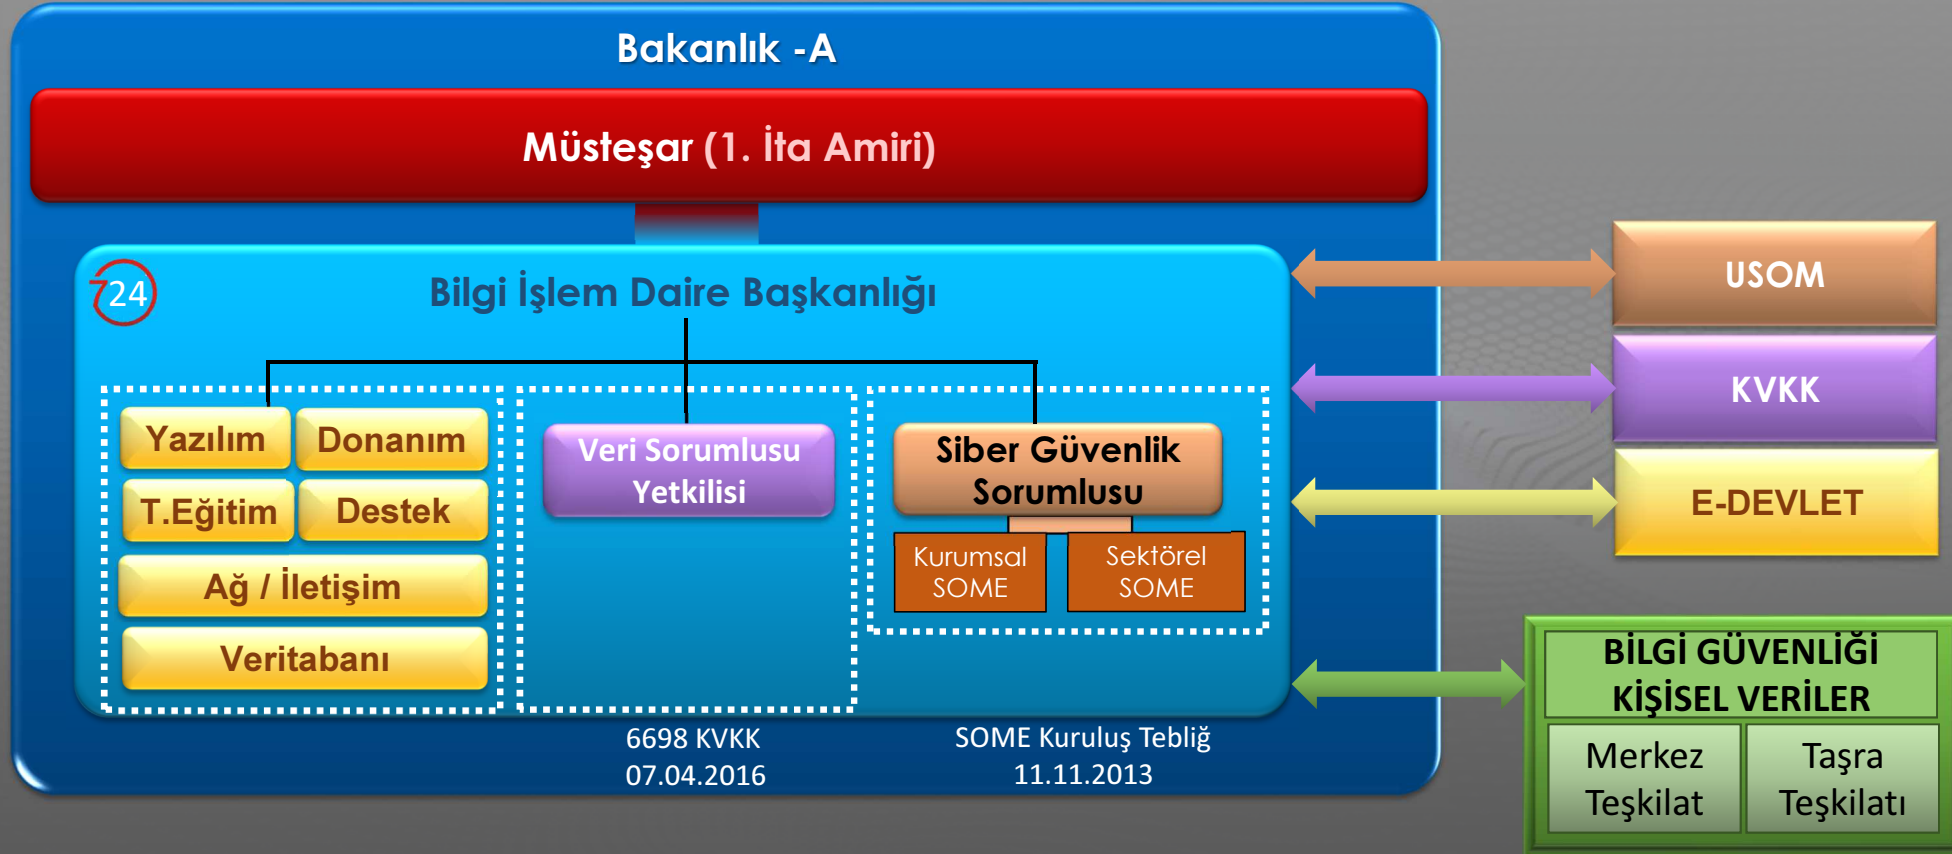 Bakanlık -A
Müsteşar (1. İta Amiri)
724
Bilgi İşlem Daire Başkanlığı
Yazılım
Donanım
T.Eğitim
Destek
Ağ / İletişim
Veritabanı
Veri Sorumlusu
Yetkilisi
Siber Güvenlik
Sorumlusu
Kurumsal
SOME
Sektörel
SOME
6698 KVKK
07.04.2016
SOME Kuruluş Tebliğ
11.11.2013
USOM
KVKK
E-DEVLET
BİLGİ GÜVENLİĞİ
KİŞİSEL VERİLER
Merkez
Teşkilat
Taşra
Teşkilatı